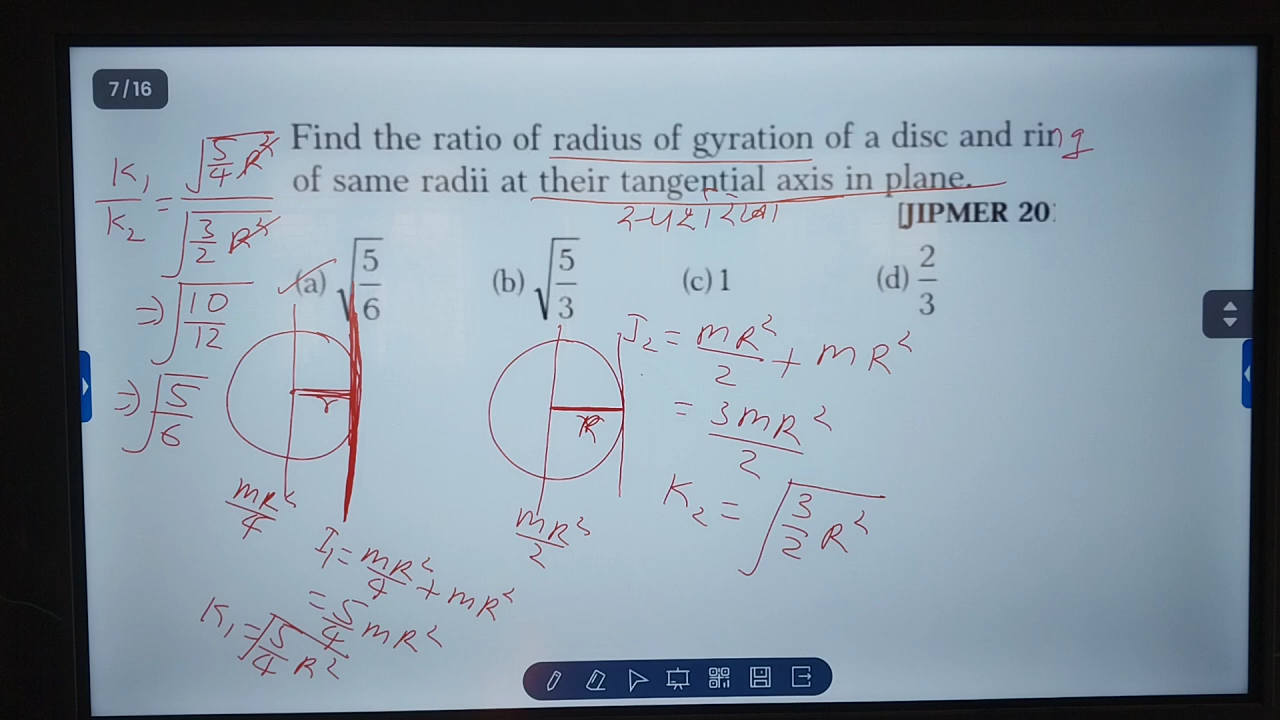 7/16
Find the ratio of radius of gyration of a disc and ring
of same radii at their tangential axis in plane.
[JIPMER 20
(a) √(5/6) (b) √(5/3) (c) 1 (d) 2/3
K₁/K₂ = √(5/4 R²) / √(3/2 R²)
⇒ √(10/12)
⇒ √(5/6)
r
mR²/4
I₁ = mR²/4 + mR²
= 5/4 mR²
K₁ = √(5/4 R²)
R
mR²/2
I₂ = mR²/2 + mR²
= 3mR²/2
K₂ = √(3/2 R²)